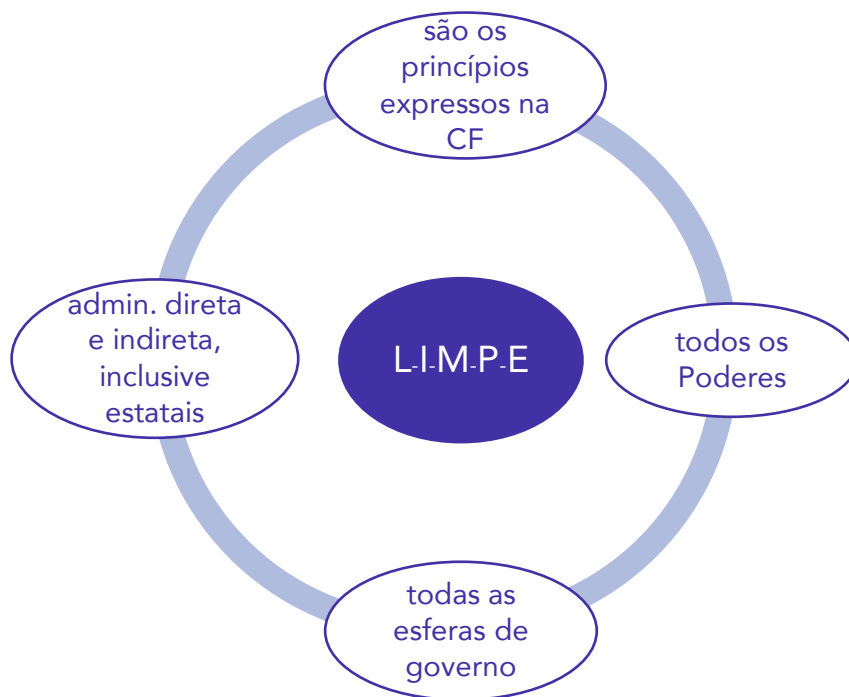 são os
princípios
expressos na
CF
admin. direta
e indireta,
inclusive
estatais
L-I-M-P-E
todos os
Poderes
todas as
esferas de
governo